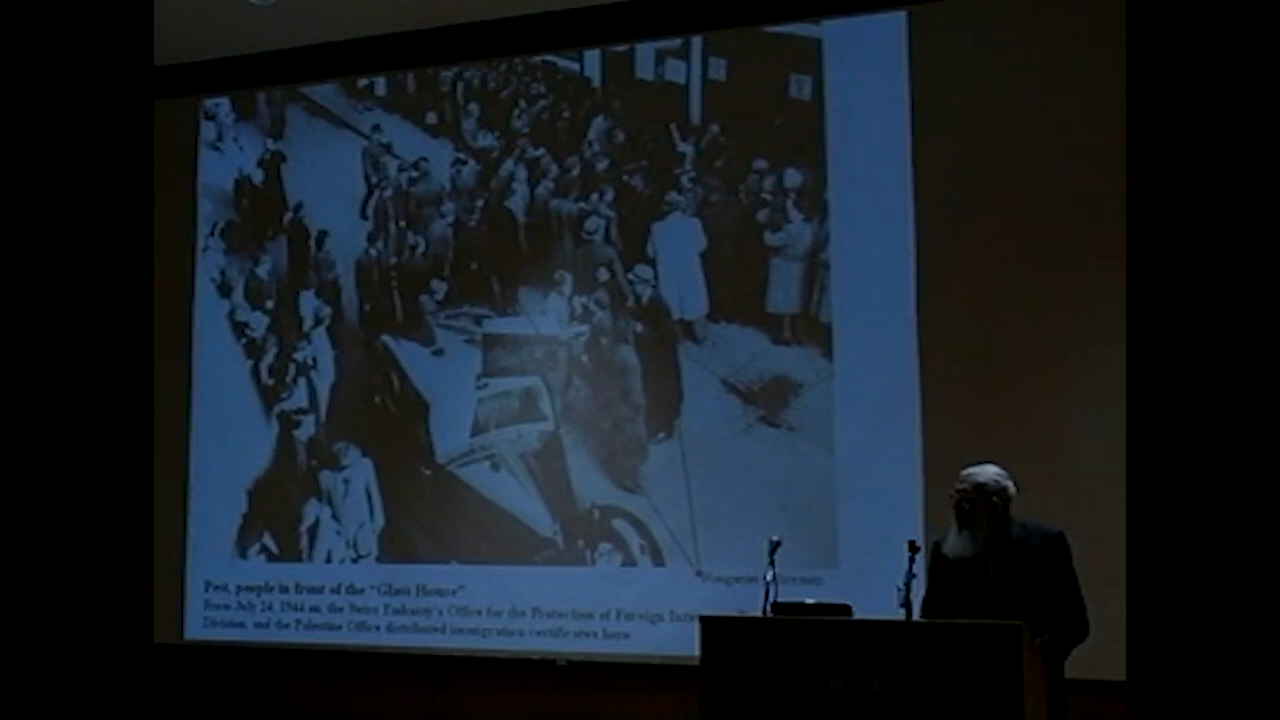 Pest, people in front of the "Glass House"
From July 24, 1944 on, the Swiss Embassy's Office for the Protection of Foreign
Division, and the Palestine Office distributed immigration certificates here